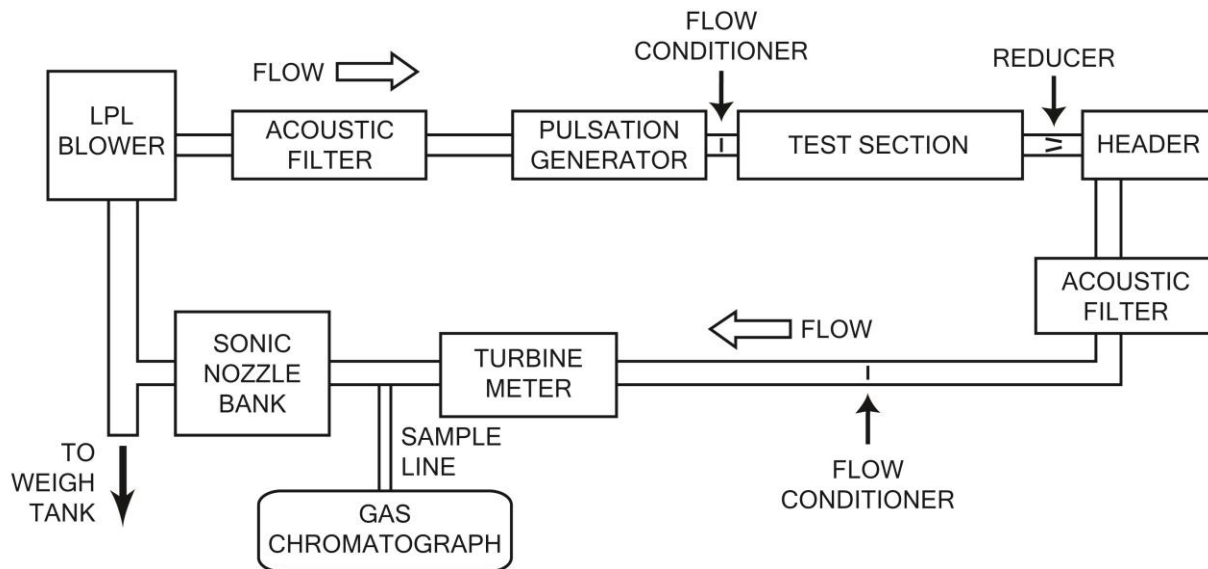 FLOW
CONDITIONER
REDUCER
FLOW
LPL
BLOWER
ACOUSTIC
FILTER
PULSATION
GENERATOR
TEST SECTION
HEADER
ACOUSTIC
FILTER
FLOW
SONIC
NOZZLE
BANK
TURBINE
METER
SAMPLE
LINE
FLOW
CONDITIONER
TO
WEIGH
TANK
GAS
CHROMATOGRAPH